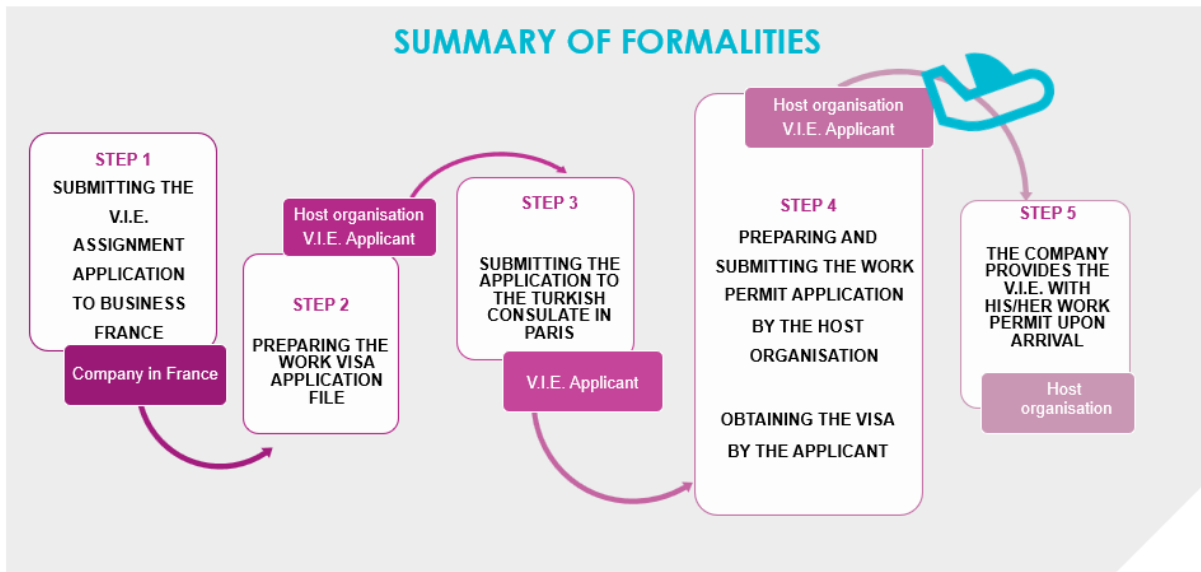 SUMMARY OF FORMALITIES
STEP 1
SUBMITTING THE
V.I.E.
ASSIGNMENT
APPLICATION
TO BUSINESS
FRANCE
Company in France
Host organisation
V.I.E. Applicant
STEP 2
PREPARING THE
WORK VISA
APPLICATION
FILE
STEP 3
SUBMITTING THE
APPLICATION TO
THE TURKISH
CONSULATE IN
PARIS
V.I.E. Applicant
Host organisation
V.I.E. Applicant
STEP 4
PREPARING AND
SUBMITTING THE WORK
PERMIT APPLICATION
BY THE HOST
ORGANISATION
OBTAINING THE VISA
BY THE APPLICANT
STEP 5
THE COMPANY
PROVIDES THE
V.I.E. WITH
HIS/HER WORK
PERMIT UPON
ARRIVAL
Host
organisation